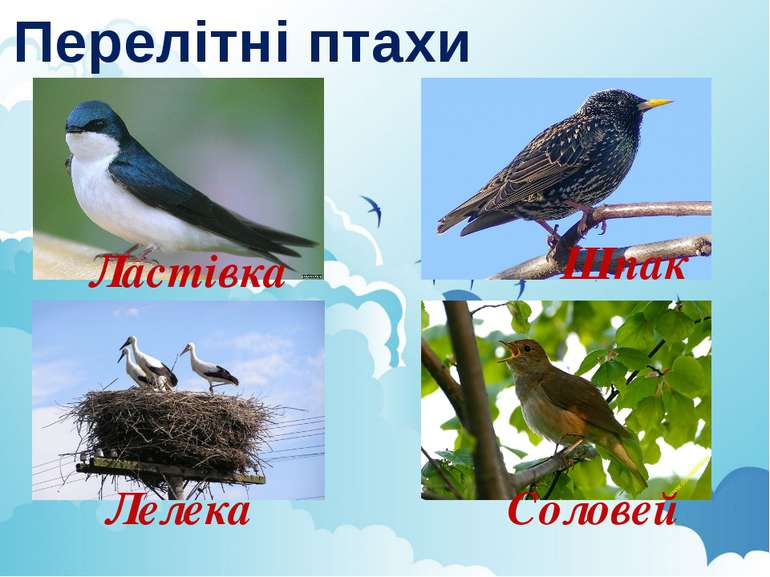 Перелітні птахи
Ластівка
Шпак
Лелека
Соловей